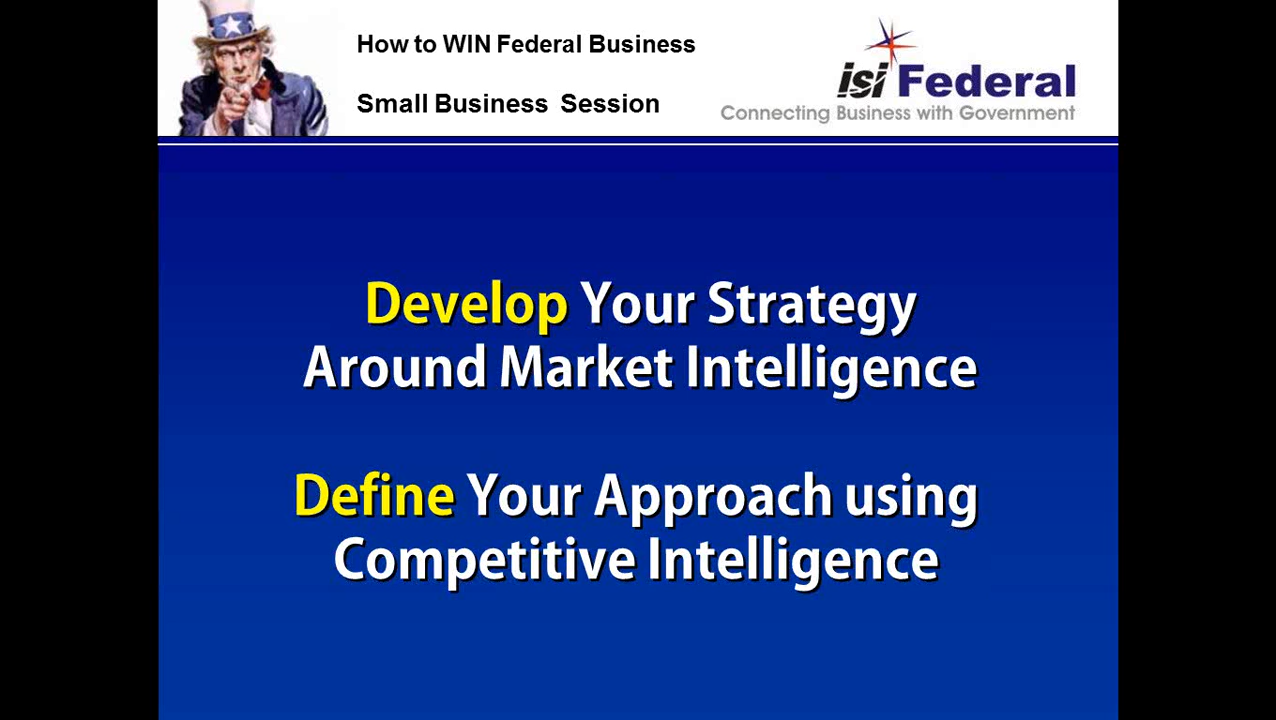 How to WIN Federal Business
Small Business Session
isi Federal
Connecting Business with Government
Develop Your Strategy
Around Market Intelligence
Define Your Approach using
Competitive Intelligence